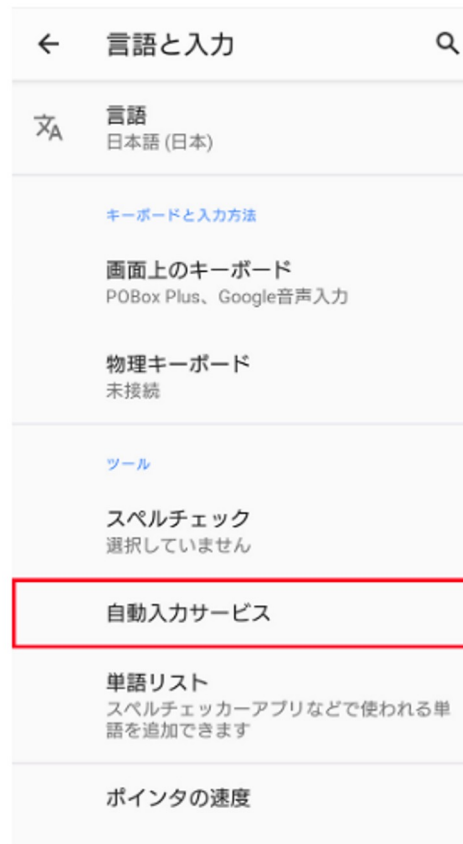 言語と入力
言語
日本語 (日本)
キーボードと入力方法
画面上のキーボード
POBox Plus、Google音声入力
物理キーボード
未接続
ツール
スペルチェック
選択していません
自動入力サービス
単語リスト
スペルチェッカーアプリなどで使われる単
語を追加できます
ポインタの速度